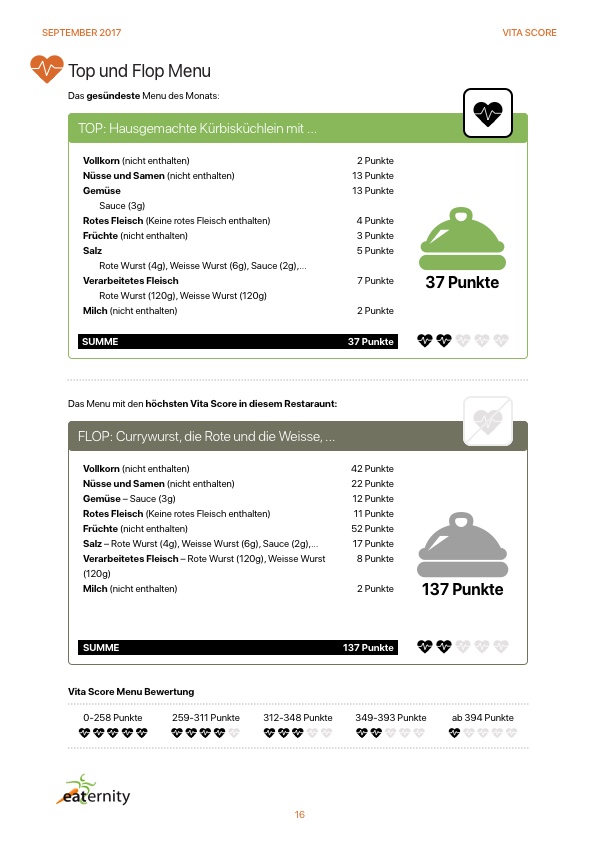 SEPTEMBER 2017
VITA SCORE
Top und Flop Menu
Das gesündeste Menu des Monats:
TOP: Hausgemachte Kürbisküchlein mit ...
Vollkorn (nicht enthalten) 2 Punkte
Nüsse und Samen (nicht enthalten) 13 Punkte
Gemüse 13 Punkte
Sauce (3g)
Rotes Fleisch (Keine rotes Fleisch enthalten) 4 Punkte
Früchte (nicht enthalten) 3 Punkte
Salz 5 Punkte
Rote Wurst (4g), Weisse Wurst (6g), Sauce (2g),...
Verarbeitetes Fleisch 7 Punkte
Rote Wurst (120g), Weisse Wurst (120g)
Milch (nicht enthalten) 2 Punkte
37 Punkte
SUMME 37 Punkte
Das Menu mit den höchsten Vita Score in diesem Restaraunt:
FLOP: Currywurst, die Rote und die Weisse, ...
Vollkorn (nicht enthalten) 42 Punkte
Nüsse und Samen (nicht enthalten) 22 Punkte
Gemüse – Sauce (3g) 12 Punkte
Rotes Fleisch (Keine rotes Fleisch enthalten) 11 Punkte
Früchte (nicht enthalten) 52 Punkte
Salz – Rote Wurst (4g), Weisse Wurst (6g), Sauce (2g),... 17 Punkte
Verarbeitetes Fleisch – Rote Wurst (120g), Weisse Wurst 8 Punkte
(120g)
Milch (nicht enthalten) 2 Punkte
137 Punkte
SUMME 137 Punkte
Vita Score Menu Bewertung
0-258 Punkte 259-311 Punkte 312-348 Punkte 349-393 Punkte ab 394 Punkte
eaternity
16